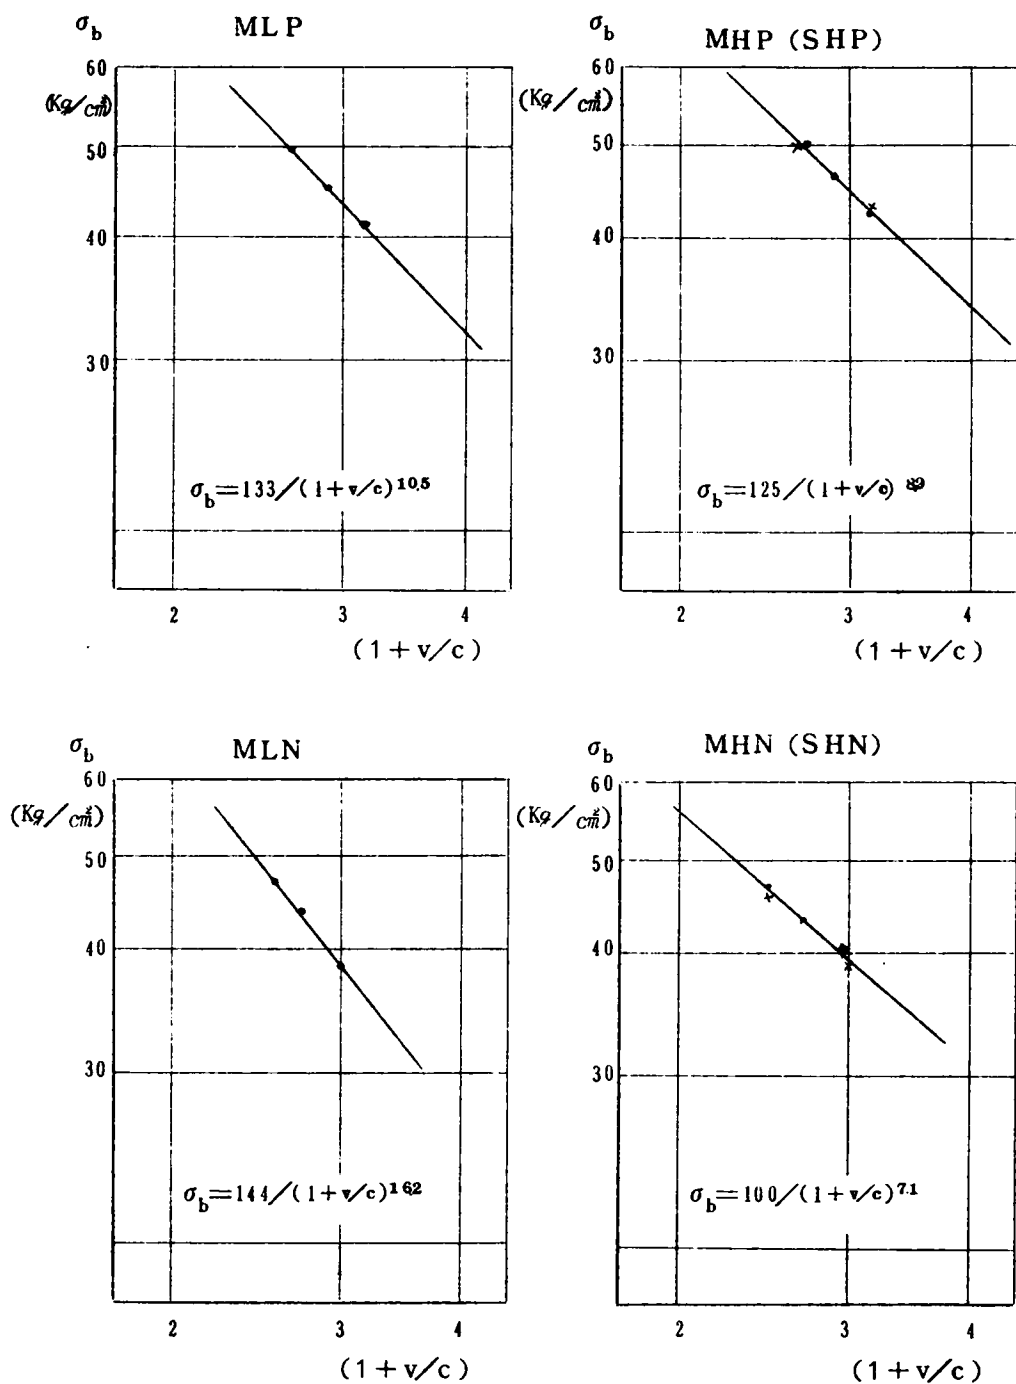 σb MLP
60
(Kg/cm²)
50
40
30
σb=133/(1+v/c)10.5
2 3 4
(1+v/c)
σb MHP (SHP)
60
(Kg/cm²)
50
40
30
σb=125/(1+v/c) 8.9
2 3 4
(1+v/c)
σb MLN
60
(Kg/cm²)
50
40
30
σb=144/(1+v/c)162
2 3 4
(1+v/c)
σb MHN (SHN)
60
(Kg/cm²)
50
40
30
σb=100/(1+v/c)7.1
2 3 4
(1+v/c)